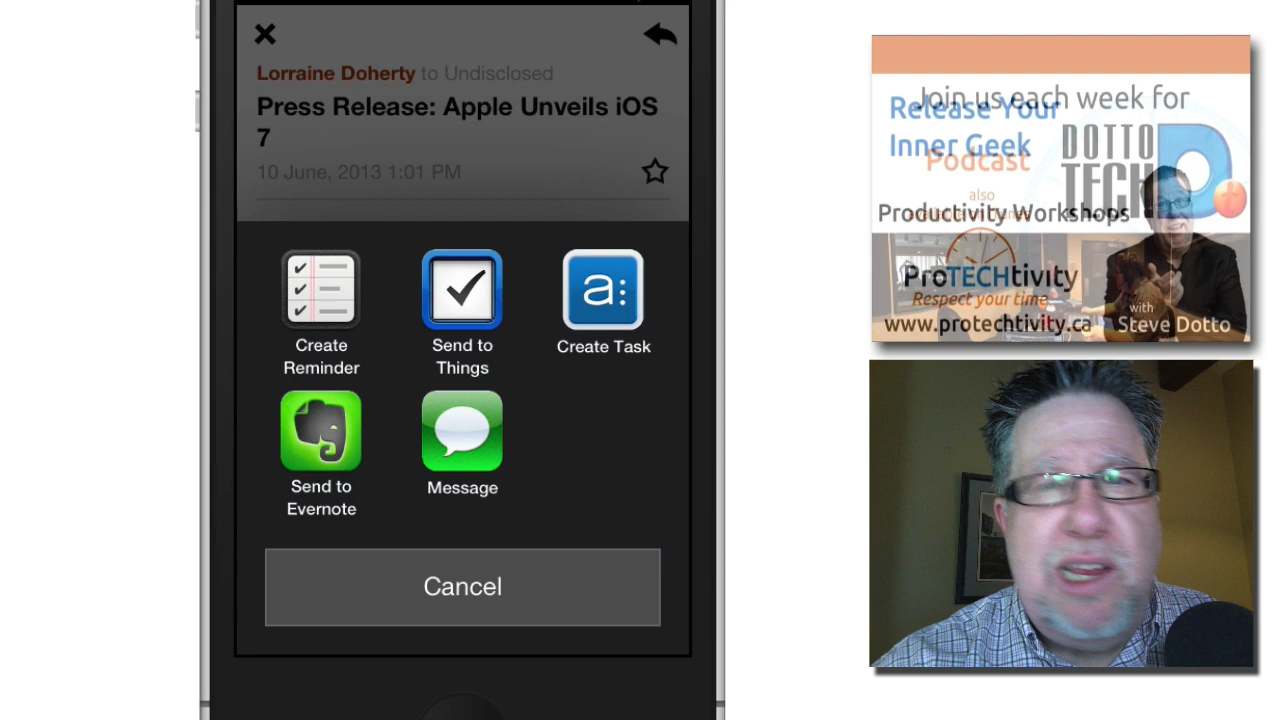 Lorraine Doherty to Undisclosed
Press Release: Apple Unveils iOS
7
10 June, 2013 1:01 PM
Create
Reminder
Send to
Things
Create Task
a:
Send to
Evernote
Message
Cancel
Join us each week for
Release Your
Inner Geek
Podcast
DOTTO
TECH
also
Productivity Workshops
ProTECHtivity
Respect your time
www.protechtivity.ca
with
Steve Dotto